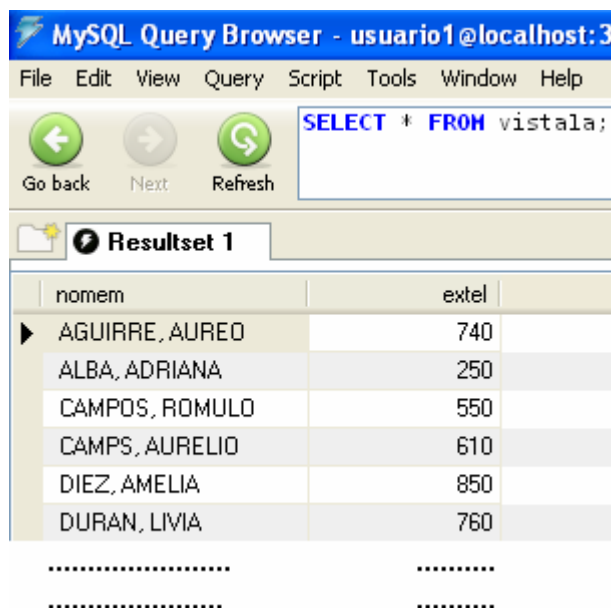 MySQL Query Browser - usuario1@localhost:3
File Edit View Query Script Tools Window Help
SELECT * FROM vistala;
Go back Next Refresh
Resultset 1
nomem extel
AGUIRRE, AUREO 740
ALBA, ADRIANA 250
CAMPOS, ROMULO 550
CAMPS, AURELIO 610
DIEZ, AMELIA 850
DURAN, LIVIA 760
....................... ..........
...................... ..........